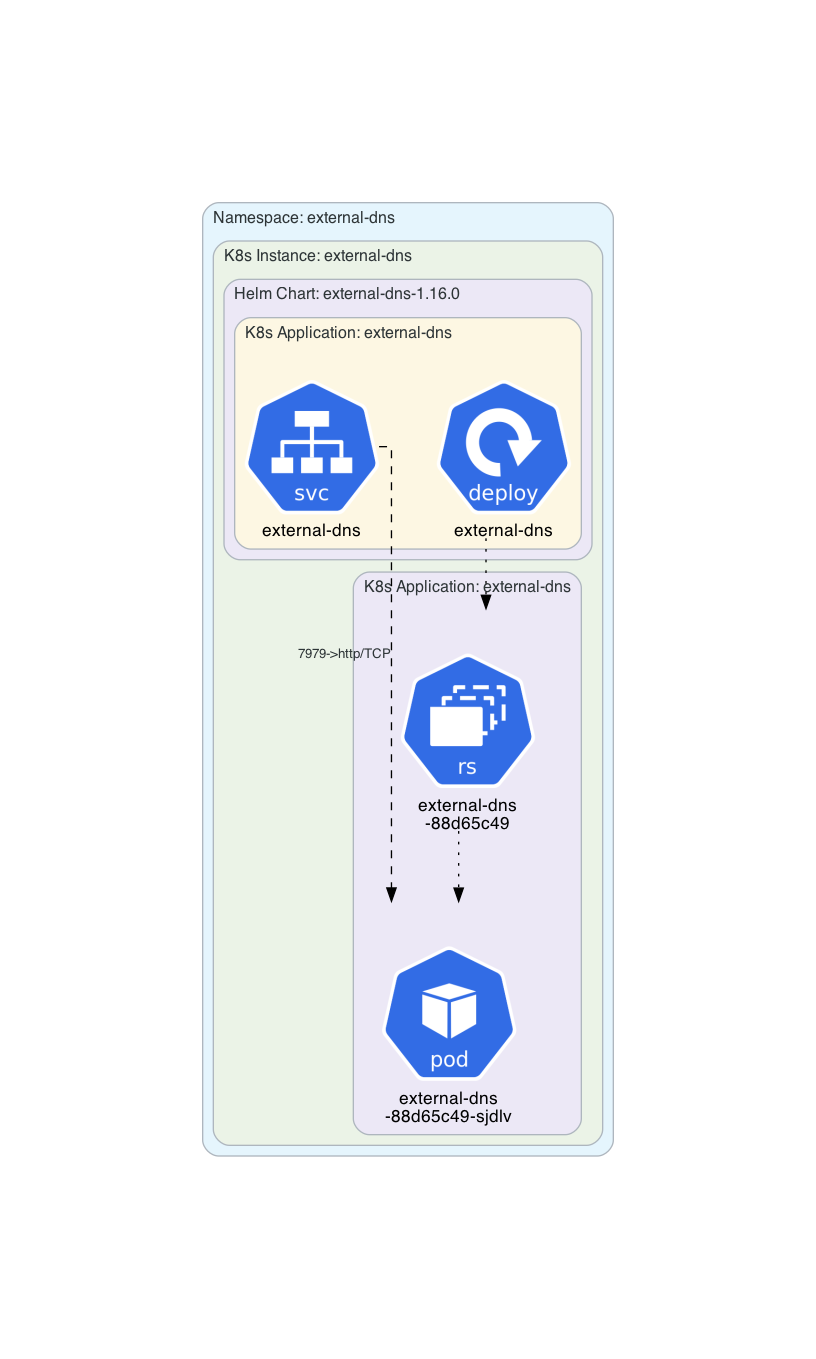 Namespace: external-dns
K8s Instance: external-dns
Helm Chart: external-dns-1.16.0
K8s Application: external-dns
svc
deploy
external-dns
external-dns
K8s Application: external-dns
7979->http/TCP
rs
external-dns
-88d65c49
pod
external-dns
-88d65c49-sjdlv